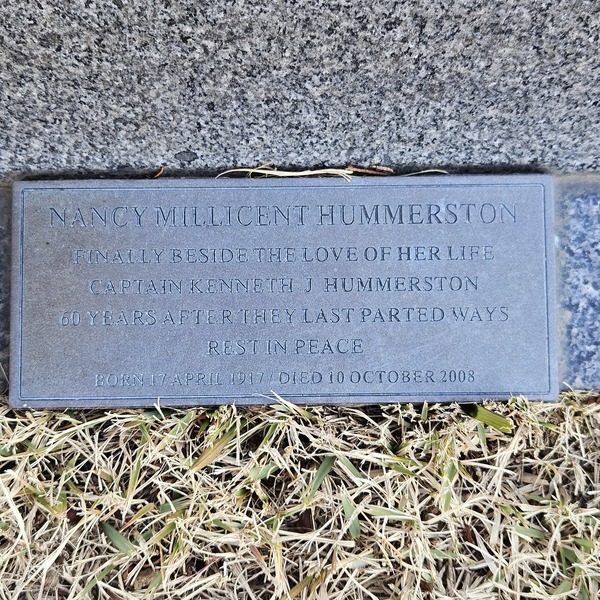 NANCY MILLICENT HUMMERSTON
FINALLY BESIDE THE LOVE OF HER LIFE
CAPTAIN KENNETH J HUMMERSTON
60 YEARS AFTER THEY LAST PARTED WAYS
REST IN PEACE
BORN 17 APRIL 1917 / DIED 10 OCTOBER 2008